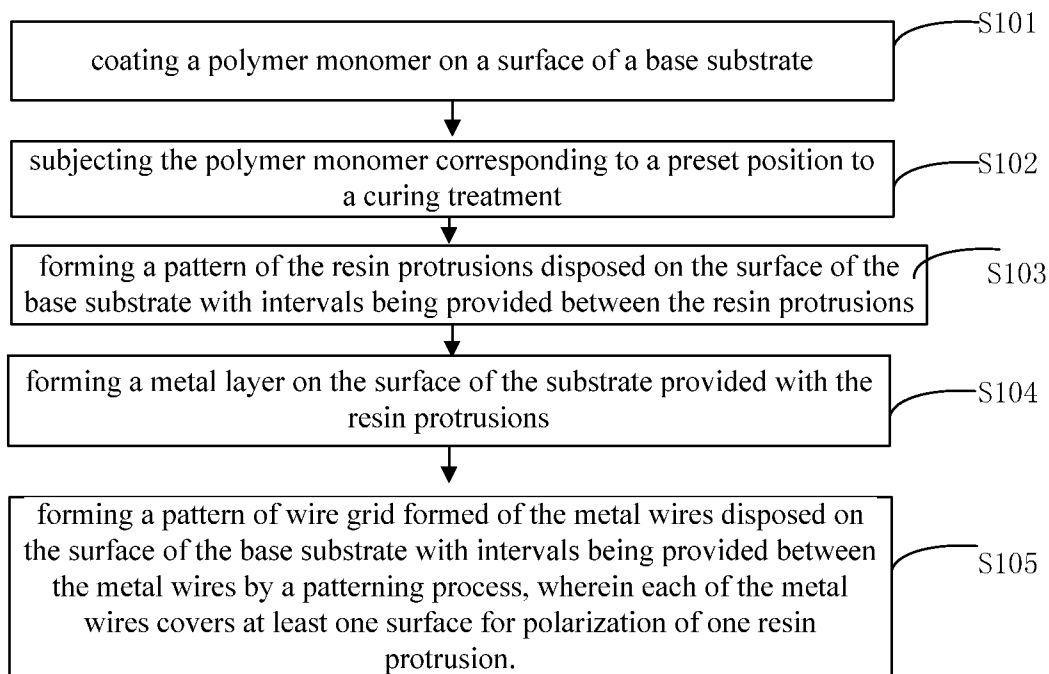 S101
coating a polymer monomer on a surface of a base substrate
subjecting the polymer monomer corresponding to a preset position to
a curing treatment
S102
forming a pattern of the resin protrusions disposed on the surface of the
base substrate with intervals being provided between the resin protrusions
S103
forming a metal layer on the surface of the substrate provided with the
resin protrusions
S104
forming a pattern of wire grid formed of the metal wires disposed on
the surface of the base substrate with intervals being provided between
the metal wires by a patterning process, wherein each of the metal
wires covers at least one surface for polarization of one resin
protrusion.
S105